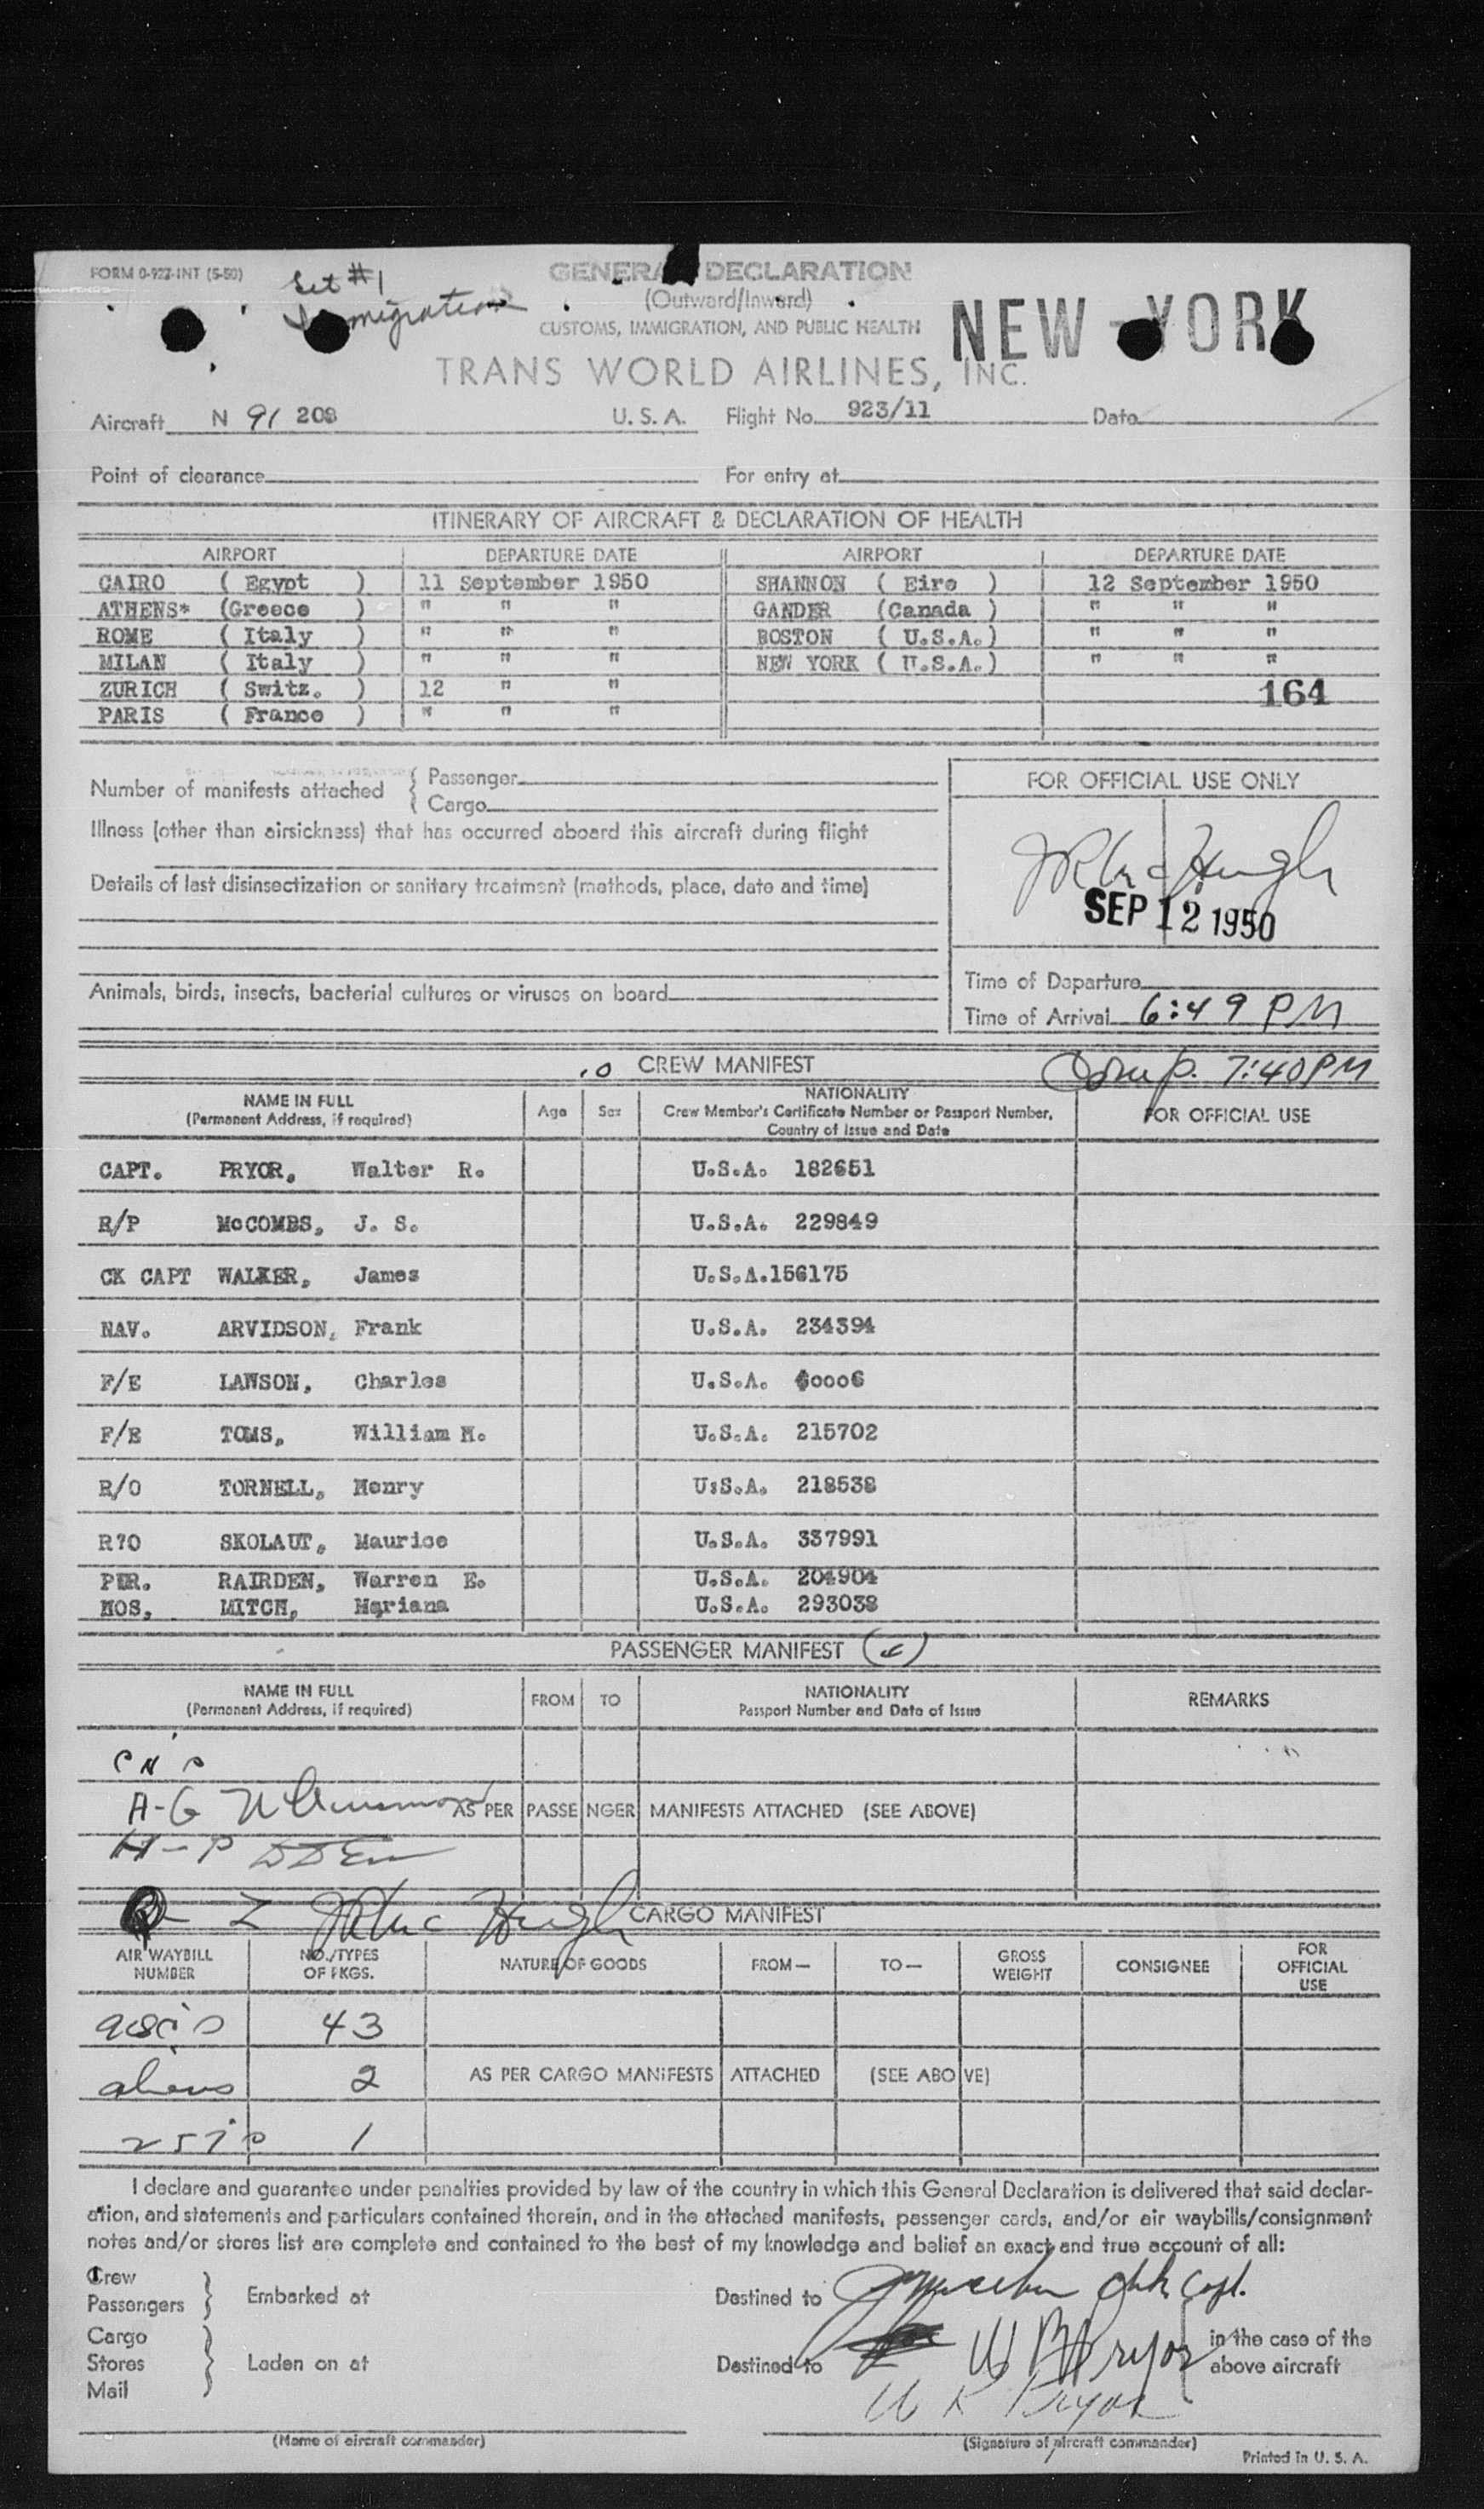 FORM 0-927-INT (5-50)
Set #1
Immigration
GENERAL DECLARATION
(Outward/Inward)
CUSTOMS, IMMIGRATION, AND PUBLIC HEALTH
NEW YORK
TRANS WORLD AIRLINES, INC.
Aircraft N 91 208 U. S. A. Flight No. 923/11 Date
Point of clearance For entry at
ITINERARY OF AIRCRAFT & DECLARATION OF HEALTH
AIRPORT DEPARTURE DATE AIRPORT DEPARTURE DATE
CAIRO ( Egypt ) 11 September 1950 SHANNON ( Eire ) 12 September 1950
ATHENS* (Greece ) " " " GANDER (Canada ) " " "
ROME ( Italy ) " " " BOSTON ( U.S.A.) " " "
MILAN ( Italy ) " " " NEW YORK ( U.S.A.) " " "
ZURICH ( Switz. ) 12 " " 164
PARIS ( France ) " " "
Number of manifests attached { Passenger
Cargo
FOR OFFICIAL USE ONLY
Illness (other than airsickness) that has occurred aboard this aircraft during flight
Details of last disinsectization or sanitary treatment (methods, place, date and time)
SEP 12 1950
Animals, birds, insects, bacterial cultures or viruses on board
Time of Departure
Time of Arrival 6:49 PM
CREW MANIFEST
Comp. 7:40 PM
NAME IN FULL
(Permanent Address, if required)
Age Sex
NATIONALITY
Crew Member's Certificate Number or Passport Number,
Country of Issue and Date
FOR OFFICIAL USE
CAPT. PRYOR, Walter R. U.S.A. 182651
R/P McCOMBS, J. S. U.S.A. 229849
CK CAPT WALKER, James U.S.A.156175
NAV. ARVIDSON, Frank U.S.A. 234394
F/E LAWSON, Charles U.S.A. 60006
F/E TOMS, William H. U.S.A. 215702
R/O TORNELL, Henry U:S.A. 218538
R?O SKOLAUT, Maurice U.S.A. 337991
PUR. RAIRDEN, Warren E. U.S.A. 204904
HOS, MITCH, Mariana U.S.A. 293038
PASSENGER MANIFEST
NAME IN FULL
(Permanent Address, if required)
FROM TO
NATIONALITY
Passport Number and Date of Issue
REMARKS
A-G
AS PER PASSENGER MANIFESTS ATTACHED (SEE ABOVE)
H-P
Q - Z
CARGO MANIFEST
AIR WAYBILL NUMBER NO./TYPES OF PKGS. NATURE OF GOODS FROM— TO— GROSS WEIGHT CONSIGNEE FOR OFFICIAL USE
43
aliens 2 AS PER CARGO MANIFESTS ATTACHED (SEE ABOVE)
1
I declare and guarantee under penalties provided by law of the country in which this General Declaration is delivered that said declar-
ation, and statements and particulars contained therein, and in the attached manifests, passenger cards, and/or air waybills/consignment
notes and/or stores list are complete and contained to the best of my knowledge and belief an exact and true account of all:
Crew
Passengers } Embarked at Destined to
Cargo
Stores } Laden on at Destined to W R Pryor in the case of the
above aircraft
Mail
W R Pryor
(Name of aircraft commander) (Signature of aircraft commander)
Printed in U. S. A.